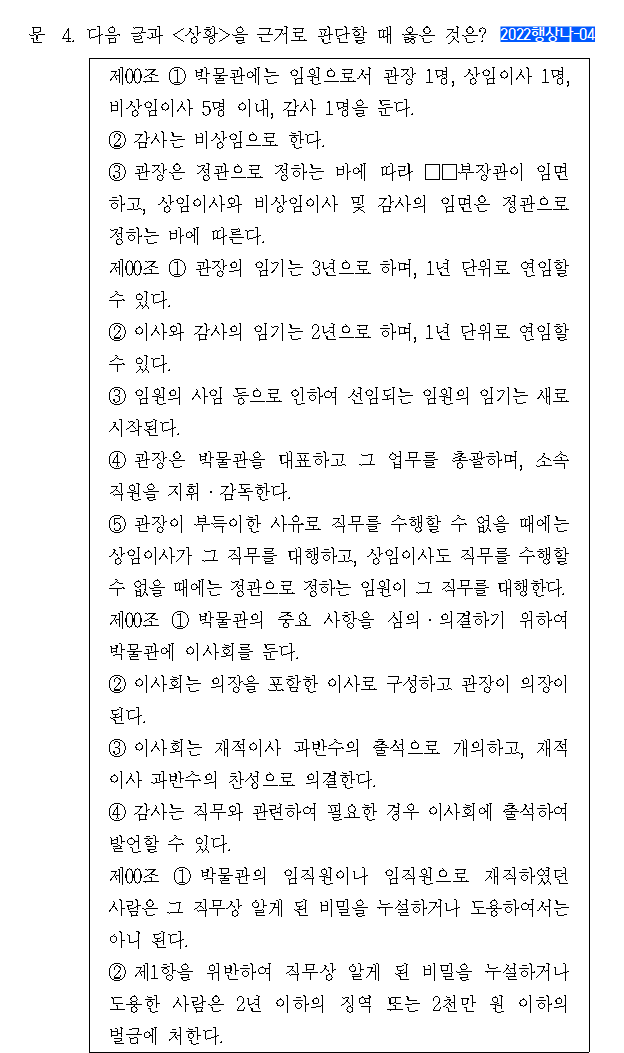 문 4. 다음 글과 <상황>을 근거로 판단할 때 옳은 것은? 2022행상나-04
제00조 ① 박물관에는 임원으로서 관장 1명, 상임이사 1명,
비상임이사 5명 이내, 감사 1명을 둔다.
② 감사는 비상임으로 한다.
③ 관장은 정관으로 정하는 바에 따라 □□부장관이 임면
하고, 상임이사와 비상임이사 및 감사의 임면은 정관으로
정하는 바에 따른다.
제00조 ① 관장의 임기는 3년으로 하며, 1년 단위로 연임할
수 있다.
② 이사와 감사의 임기는 2년으로 하며, 1년 단위로 연임할
수 있다.
③ 임원의 사임 등으로 인하여 선임되는 임원의 임기는 새로
시작된다.
④ 관장은 박물관을 대표하고 그 업무를 총괄하며, 소속
직원을 지휘·감독한다.
⑤ 관장이 부득이한 사유로 직무를 수행할 수 없을 때에는
상임이사가 그 직무를 대행하고, 상임이사도 직무를 수행할
수 없을 때에는 정관으로 정하는 임원이 그 직무를 대행한다.
제00조 ① 박물관의 중요 사항을 심의·의결하기 위하여
박물관에 이사회를 둔다.
② 이사회는 의장을 포함한 이사로 구성하고 관장이 의장이
된다.
③ 이사회는 재적이사 과반수의 출석으로 개의하고, 재적
이사 과반수의 찬성으로 의결한다.
④ 감사는 직무와 관련하여 필요한 경우 이사회에 출석하여
발언할 수 있다.
제00조 ① 박물관의 임직원이나 임직원으로 재직하였던
사람은 그 직무상 알게 된 비밀을 누설하거나 도용하여서는
아니 된다.
② 제1항을 위반하여 직무상 알게 된 비밀을 누설하거나
도용한 사람은 2년 이하의 징역 또는 2천만 원 이하의
벌금에 처한다.